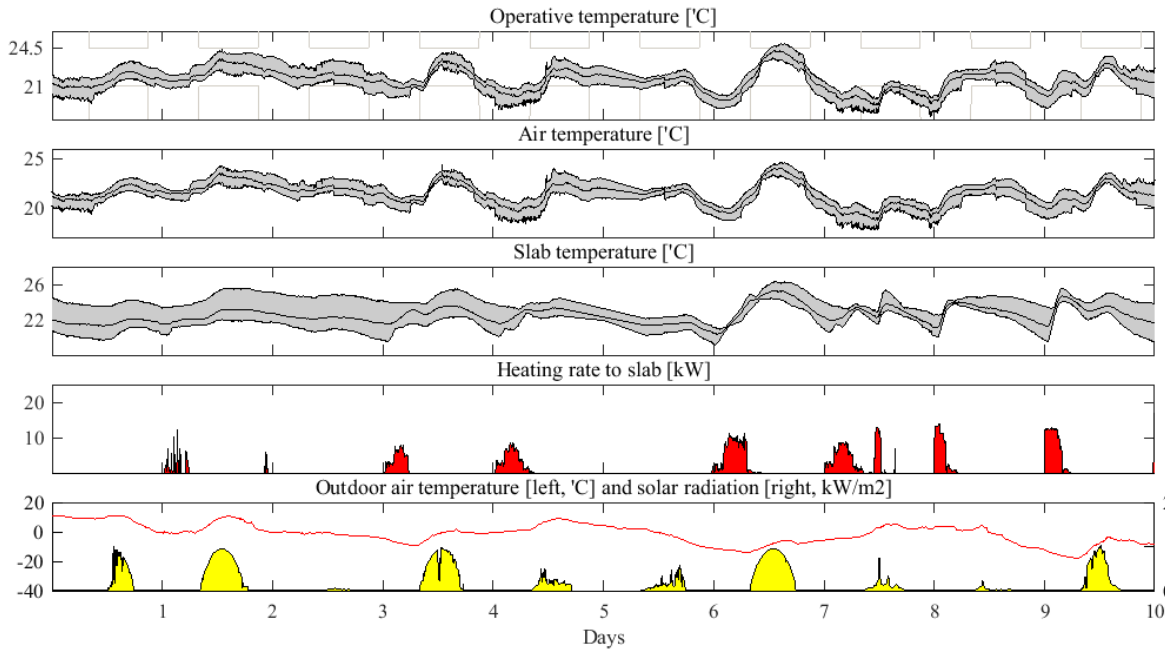 Operative temperature ['C]
24.5
21
Air temperature ['C]
25
20
Slab temperature ['C]
26
22
Heating rate to slab [kW]
20
10
Outdoor air temperature [left, 'C] and solar radiation [right, kW/m2]
20
0
-20
-40
1 2 3 4 5 6 7 8 9 10
Days